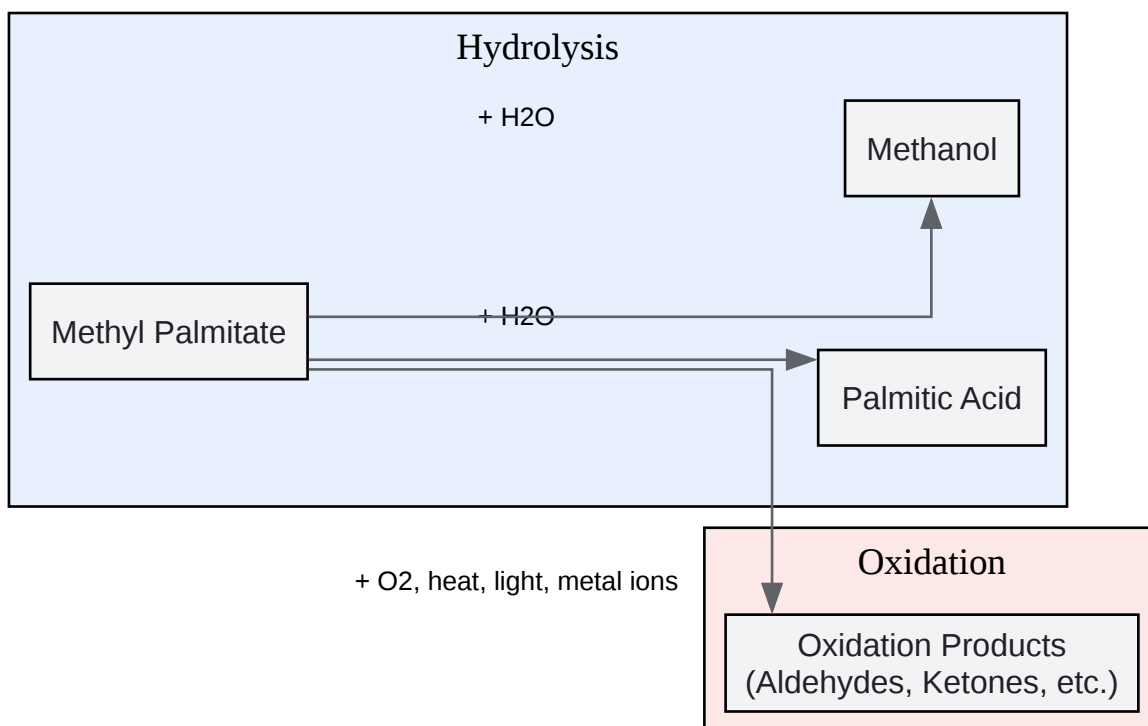 Hydrolysis
+ H2O
Methanol
Methyl Palmitate
+ H2O
Palmitic Acid
+ O2, heat, light, metal ions
Oxidation
Oxidation Products
(Aldehydes, Ketones, etc.)